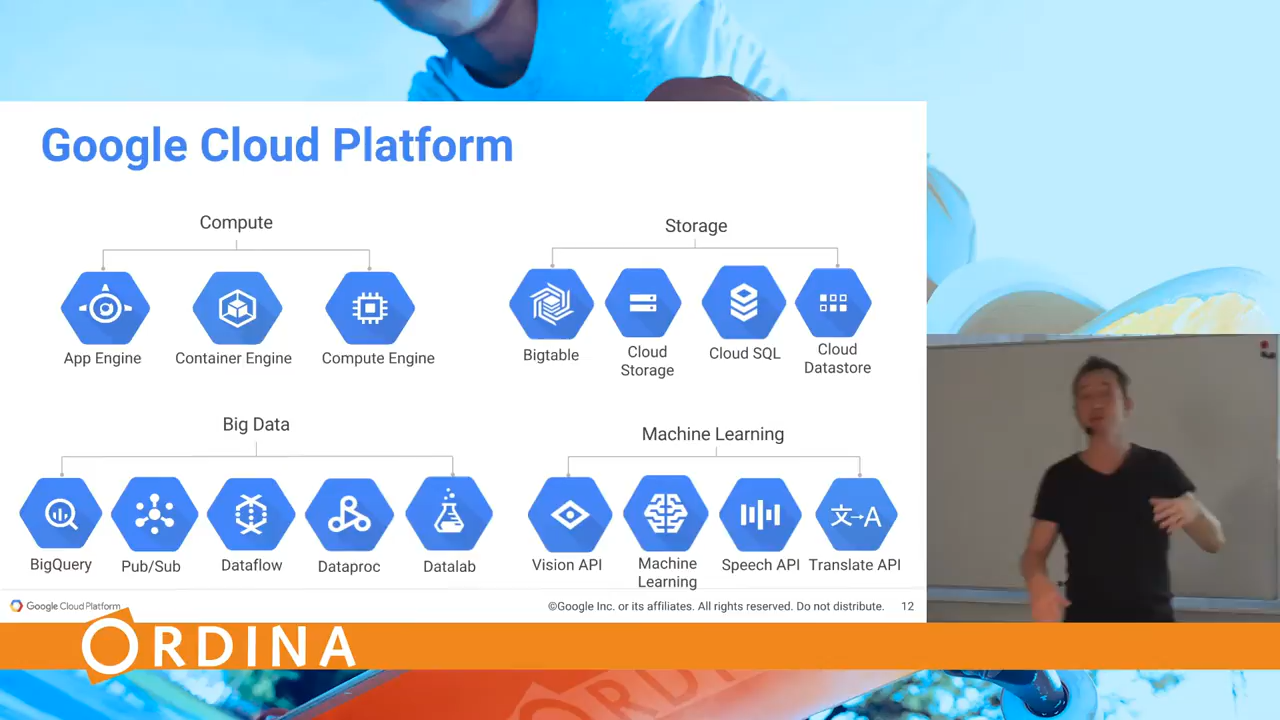 Google Cloud Platform
Compute
Storage
App Engine
Container Engine
Compute Engine
Bigtable
Cloud
Storage
Cloud SQL
Cloud
Datastore
Big Data
Machine Learning
BigQuery
Pub/Sub
Dataflow
Dataproc
Datalab
Vision API
Machine
Learning
Speech API
Translate API
文→A
Google Cloud Platform
©Google Inc. or its affiliates. All rights reserved. Do not distribute.
12
ORDINA
ORDINA